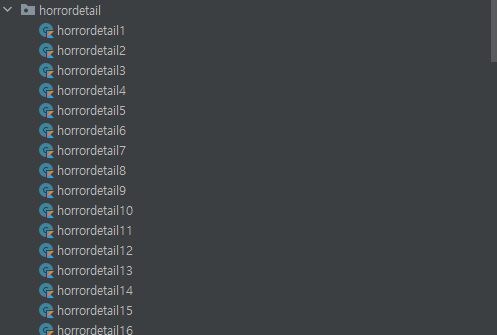 horrordetail
horrordetail1
horrordetail2
horrordetail3
horrordetail4
horrordetail5
horrordetail6
horrordetail7
horrordetail8
horrordetail9
horrordetail10
horrordetail11
horrordetail12
horrordetail13
horrordetail14
horrordetail15
horrordetail16